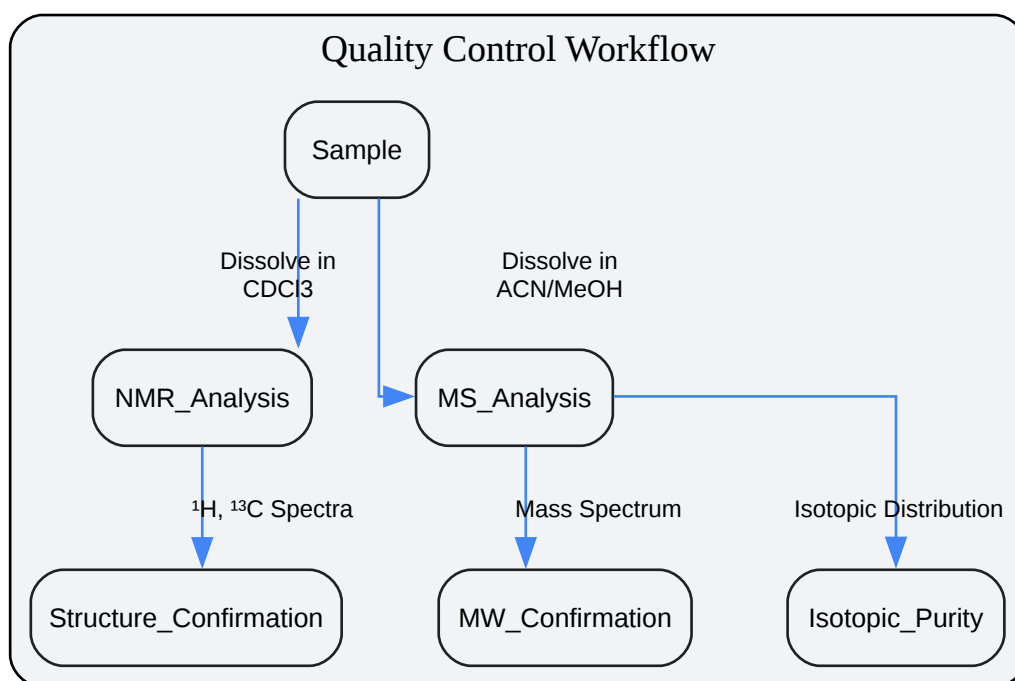 Quality Control Workflow
Sample
Dissolve in
CDCl3
Dissolve in
ACN/MeOH
NMR_Analysis
MS_Analysis
¹H, ¹³C Spectra
Mass Spectrum
Isotopic Distribution
Structure_Confirmation
MW_Confirmation
Isotopic_Purity